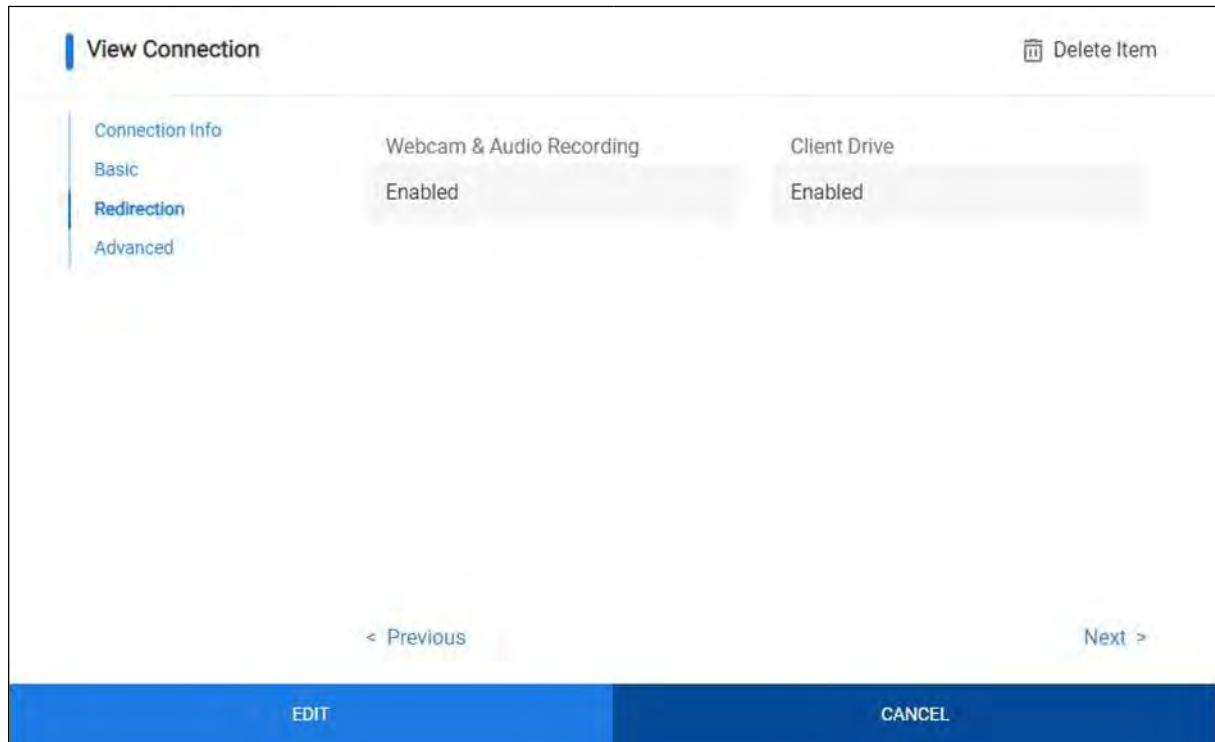 View Connection
Delete Item
Connection Info
Basic
Redirection
Advanced
Webcam & Audio Recording
Client Drive
Enabled
Enabled
< Previous
Next >
EDIT
CANCEL